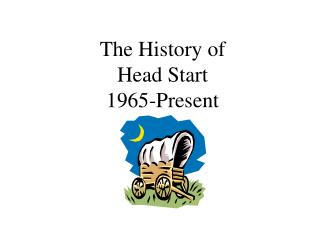 The History of
Head Start
1965-Present